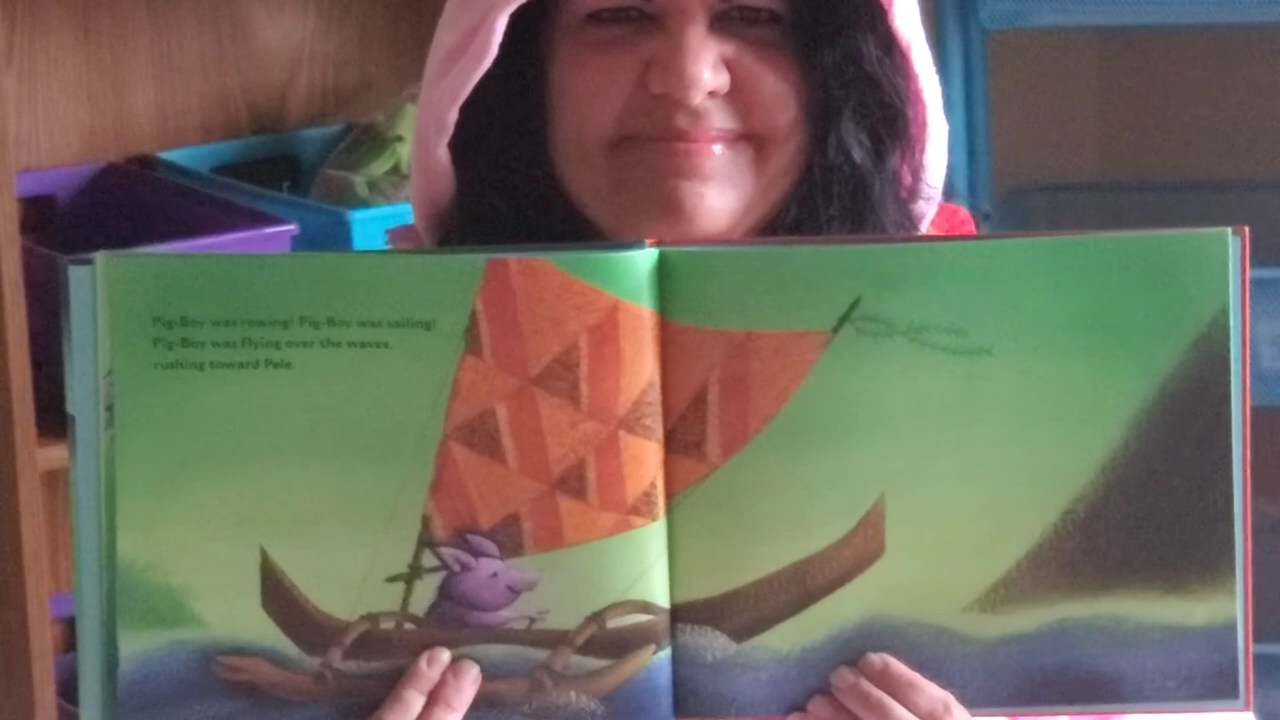 Pig-Boy was rowing! Pig-Boy was sailing!
Pig-Boy was flying over the waves,
rushing toward Pele.